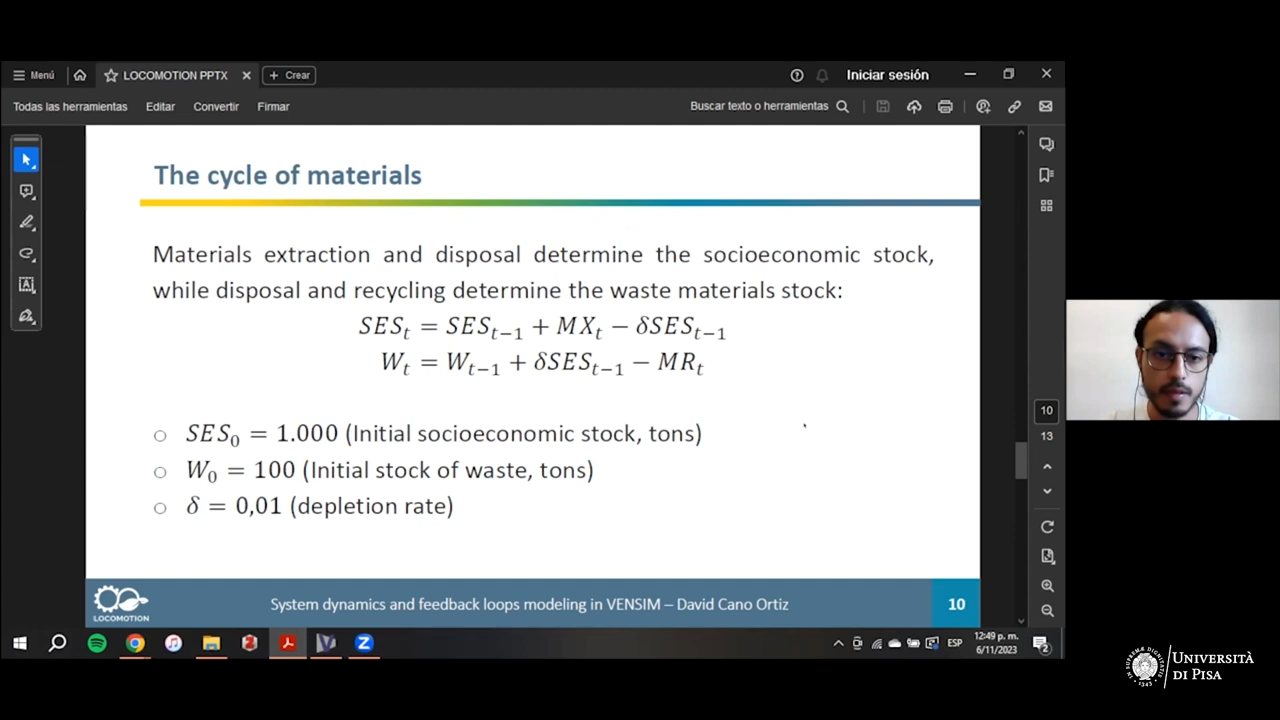 Menú
LOCOMOTION PPTX
Crear
Iniciar sesión
Todas las herramientas
Editar
Convertir
Firmar
Buscar texto o herramientas
The cycle of materials
Materials extraction and disposal determine the socioeconomic stock,
while disposal and recycling determine the waste materials stock:
SES_t = SES_{t−1} + MX_t − δSES_{t−1}
W_t = W_{t−1} + δSES_{t−1} − MR_t
○ SES_0 = 1.000 (Initial socioeconomic stock, tons)
○ W_0 = 100 (Initial stock of waste, tons)
○ δ = 0,01 (depletion rate)
10
13
LOCOMOTION
System dynamics and feedback loops modeling in VENSIM – David Cano Ortiz
10
ESP
12:49 p. m.
6/11/2023
2
UNIVERSITÀ
DI PISA